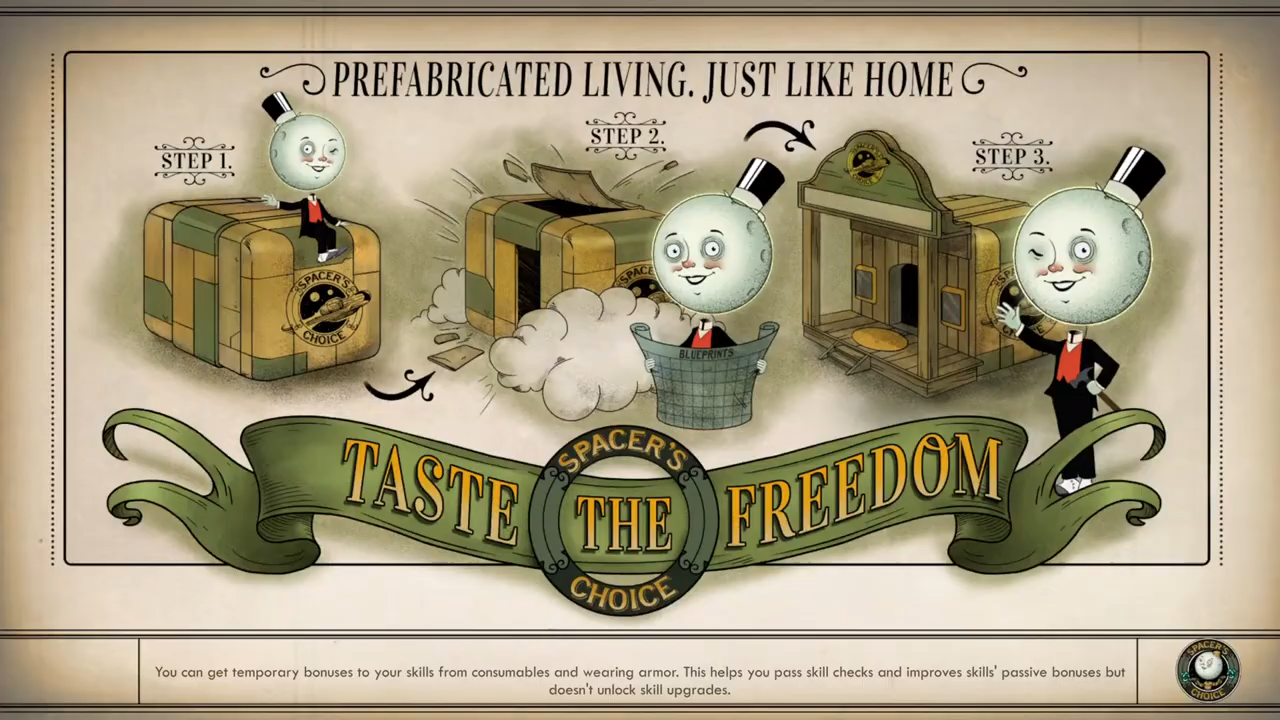 PREFABRICATED LIVING. JUST LIKE HOME
STEP 1.
STEP 2.
STEP 3.
SPACER'S
CHOICE
SPACER'S
CHOICE
BLUEPRINTS
TASTE THE FREEDOM
SPACER'S
CHOICE
You can get temporary bonuses to your skills from consumables and wearing armor. This helps you pass skill checks and improves skills' passive bonuses but
doesn't unlock skill upgrades.
SPACER'S
CHOICE